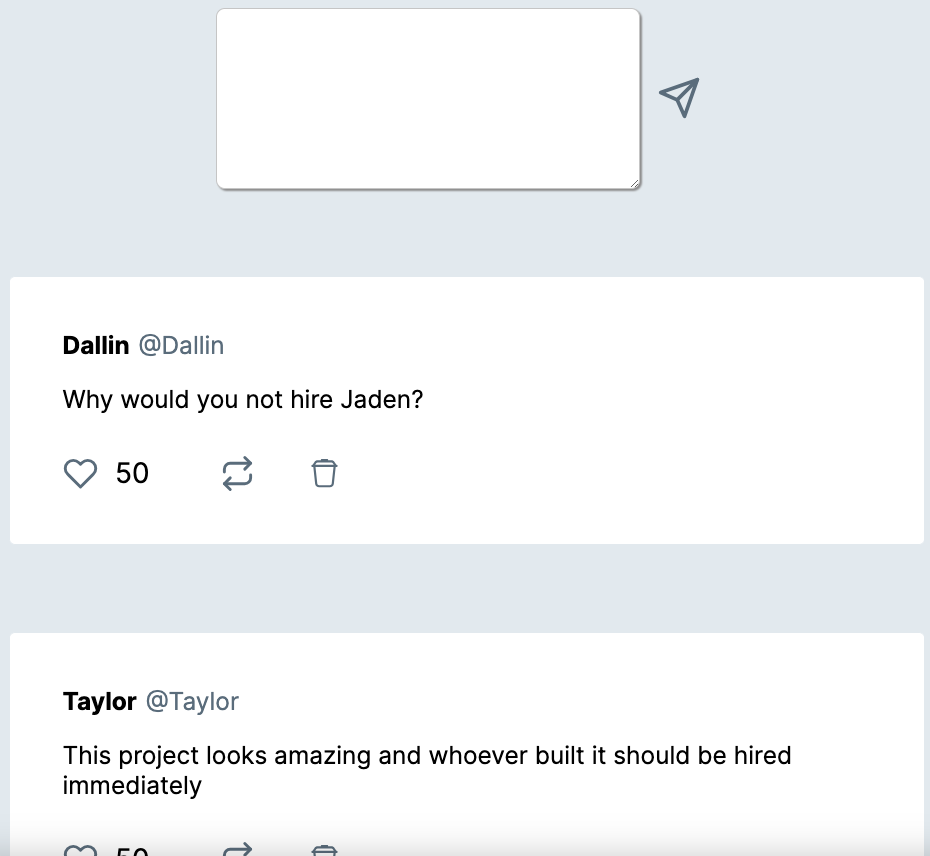 Dallin @Dallin
Why would you not hire Jaden?
50
Taylor @Taylor
This project looks amazing and whoever built it should be hired
immediately
50